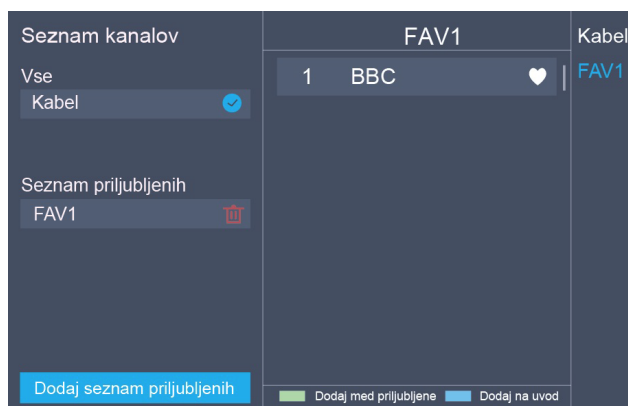 Seznam kanalov
Vse
Kabel
Seznam priljubljenih
FAV1
Dodaj seznam priljubljenih
FAV1
1 BBC
Dodaj med priljubljene Dodaj na uvod
Kabel
FAV1